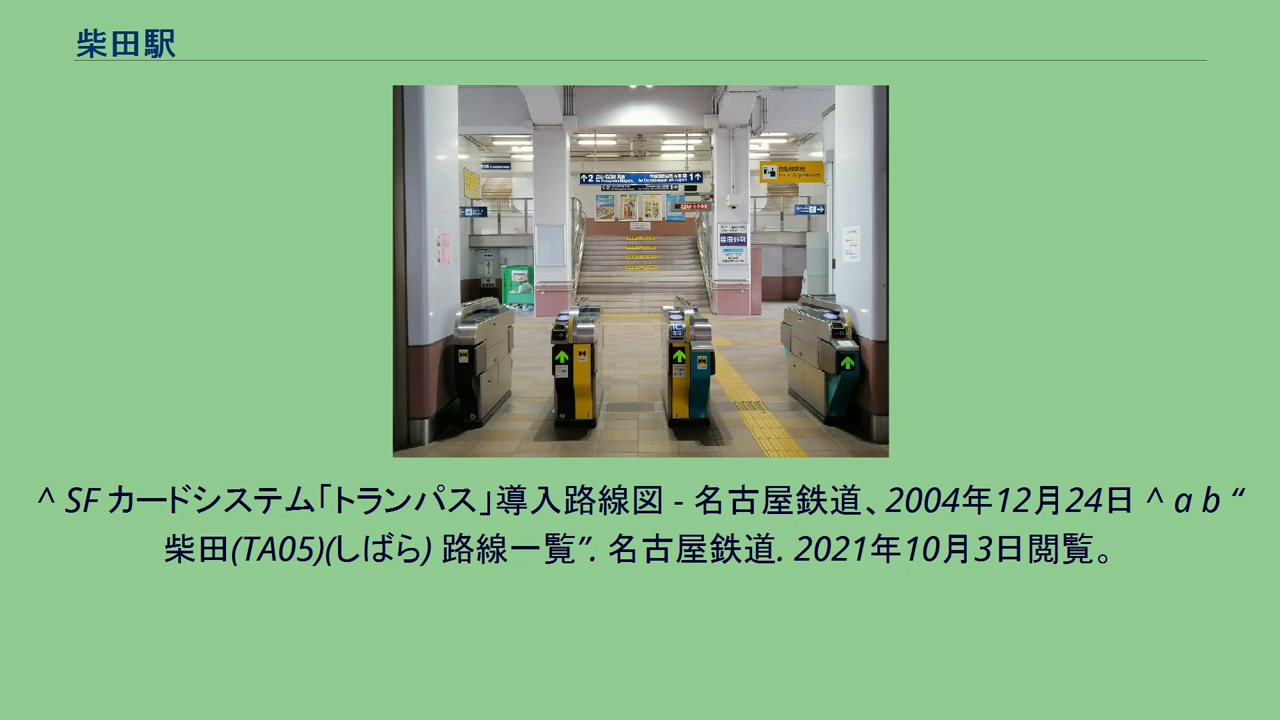 柴田駅
^ SF カードシステム「トランパス」導入路線図 - 名古屋鉄道、2004年12月24日 ^ a b “
柴田(TA05)(しばら) 路線一覧”. 名古屋鉄道. 2021年10月3日閲覧。